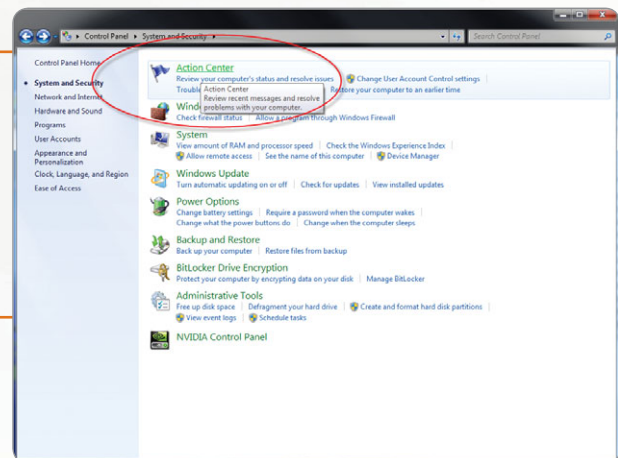 Control Panel ▸ System and Security ▸
Search Control Panel
Control Panel Home
System and Security
Network and Internet
Hardware and Sound
Programs
User Accounts
Appearance and
Personalization
Clock, Language, and Region
Ease of Access
Action Center
Review your computer's status and resolve issues
Change User Account Control settings
Troubl
Restore your computer to an earlier time
Action Center
Review recent messages and resolve
problems with your computer.
Wind
Check firewall status
Allow a program through Windows Firewall
System
View amount of RAM and processor speed
Check the Windows Experience Index
Allow remote access
See the name of this computer
Device Manager
Windows Update
Turn automatic updating on or off
Check for updates
View installed updates
Power Options
Change battery settings
Require a password when the computer wakes
Change what the power buttons do
Change when the computer sleeps
Backup and Restore
Back up your computer
Restore files from backup
BitLocker Drive Encryption
Protect your computer by encrypting data on your disk
Manage BitLocker
Administrative Tools
Free up disk space
Defragment your hard drive
Create and format hard disk partitions
View event logs
Schedule tasks
NVIDIA Control Panel